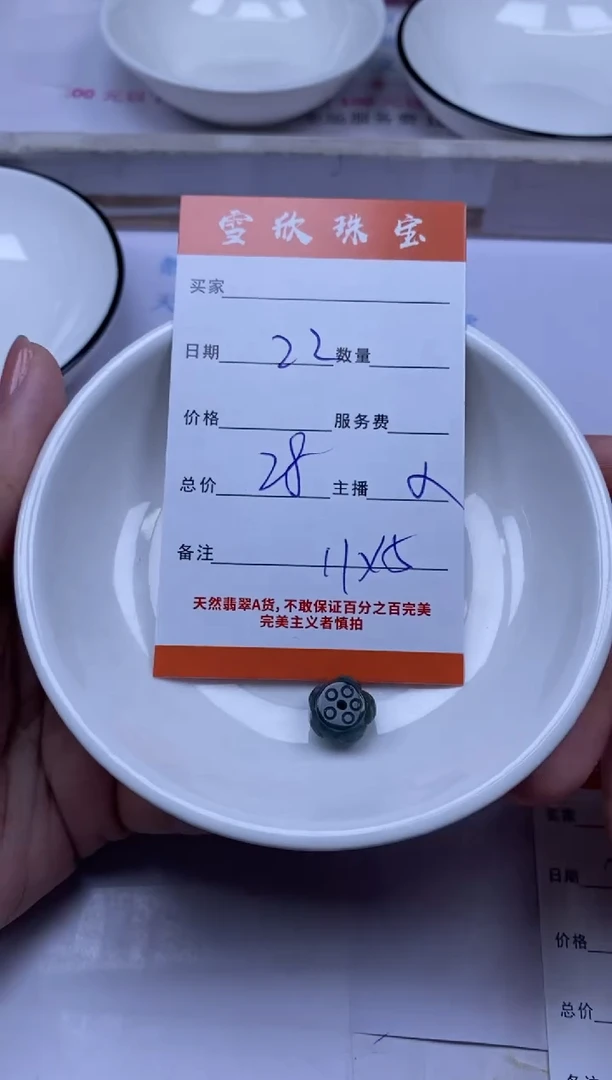 雪欣珠宝
买家
日期 22 数量
价格 服务费
总价 28 主播
备注 11x15
天然翡翠A货,不敢保证百分之百完美
完美主义者慎拍
日期
价格
总价